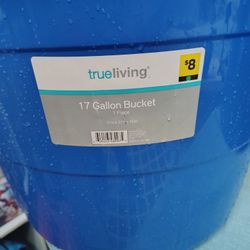 trueliving®
$8
17 Gallon Bucket
1 Piece